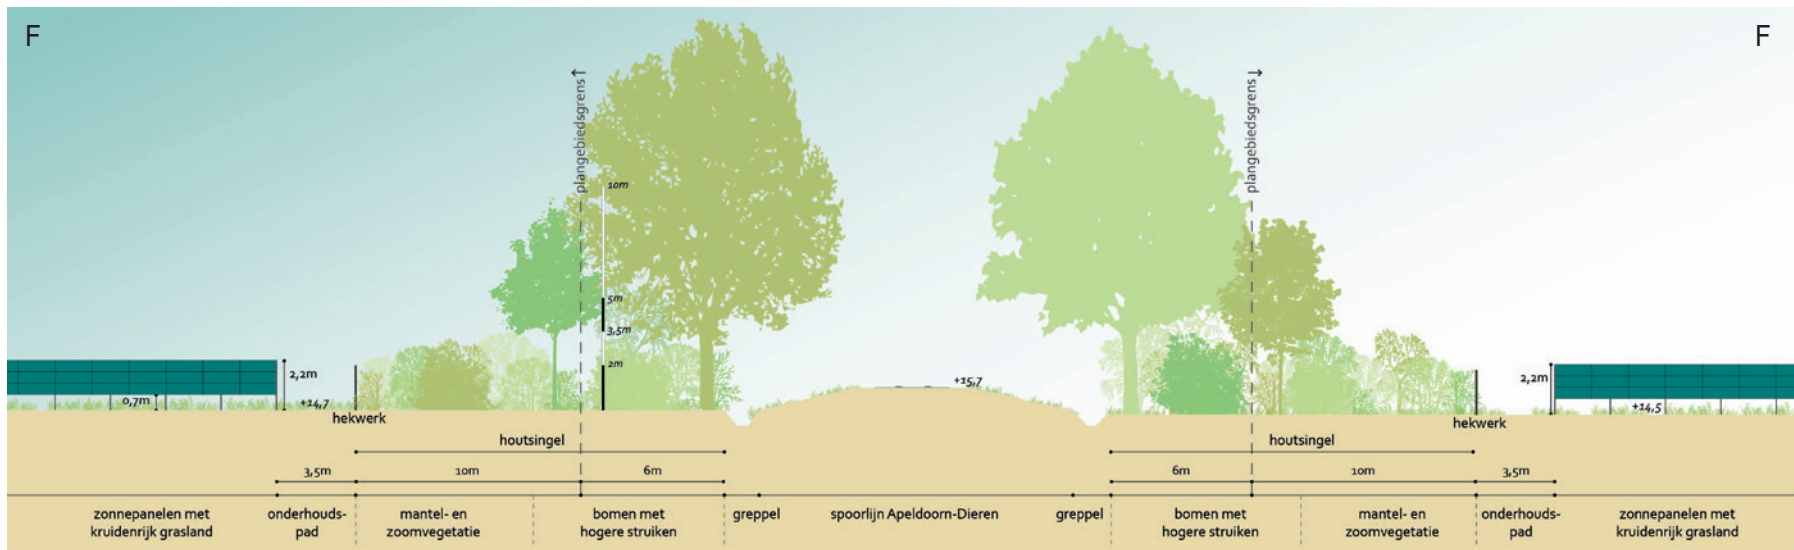 F
F
plangebiedsgrens
plangebiedsgrens
10m
5m
3,5m
2m
2,2m
0,7m
+14,7
hekwerk
+15,7
2,2m
+14,5
hekwerk
houtsingel
houtsingel
3,5m
10m
6m
6m
10m
3,5m
zonnepanelen met
kruidenrijk grasland
onderhouds-
pad
mantel- en
zoomvegetatie
bomen met
hogere struiken
greppel
spoorlijn Apeldoorn-Dieren
greppel
bomen met
hogere struiken
mantel- en
zoomvegetatie
onderhouds-
pad
zonnepanelen met
kruidenrijk grasland